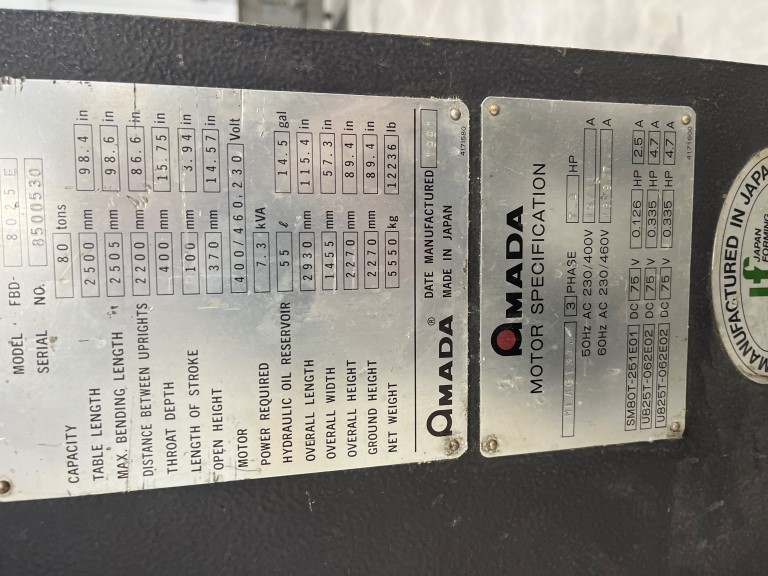 MODEL FBD- 8025E
SERIAL NO. 8500530
CAPACITY 80 tons
TABLE LENGTH 2500 mm 98.4 in
MAX. BENDING LENGTH 2505 mm 98.6 in
DISTANCE BETWEEN UPRIGHTS 2200 mm 86.6 in
THROAT DEPTH 400 mm 15.75 in
LENGTH OF STROKE 100 mm 3.94 in
OPEN HEIGHT 370 mm 14.57 in
MOTOR 400/460,230 Volt
POWER REQUIRED 7.3 kVA
HYDRAULIC OIL RESERVOIR 55 ℓ 14.5 gal
OVERALL LENGTH 2930 mm 115.4 in
OVERALL WIDTH 1455 mm 57.3 in
OVERALL HEIGHT 2270 mm 89.4 in
GROUND HEIGHT 2270 mm 89.4 in
NET WEIGHT 5550 kg 12236 lb
AMADA ® DATE MANUFACTURED
MADE IN JAPAN
4171580
AMADA
MOTOR SPECIFICATION
3 PHASE HP
50Hz AC 230/400V A
60Hz AC 230/460V A
SM80T-251E01 DC 75 V 0.126 HP 2.5 A
U825T-062E02 DC 75 V 0.335 HP 4.7 A
U825T-062E02 DC 75 V 0.335 HP 4.7 A
4171600
MANUFACTURED IN JAPA
JAPAN
FORMING